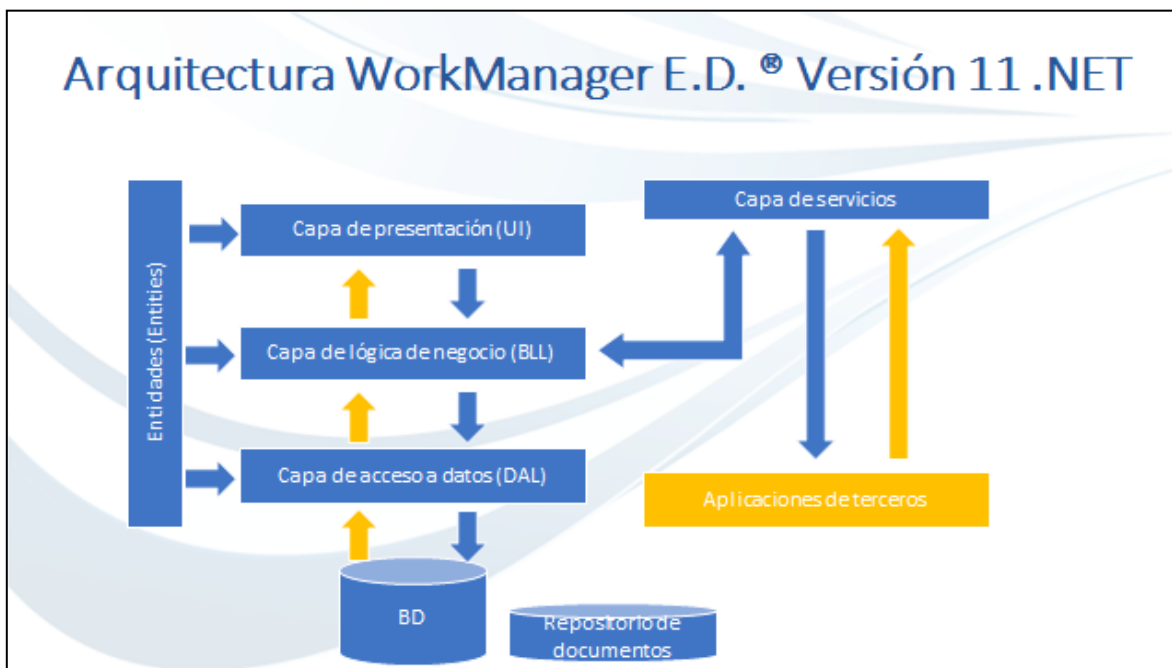 Arquitectura WorkManager E.D. ® Versión 11 .NET
Entidades (Entities)
Capa de presentación (UI)
Capa de lógica de negocio (BLL)
Capa de acceso a datos (DAL)
BD
Repositorio de
documentos
Capa de servicios
Aplicaciones de terceros